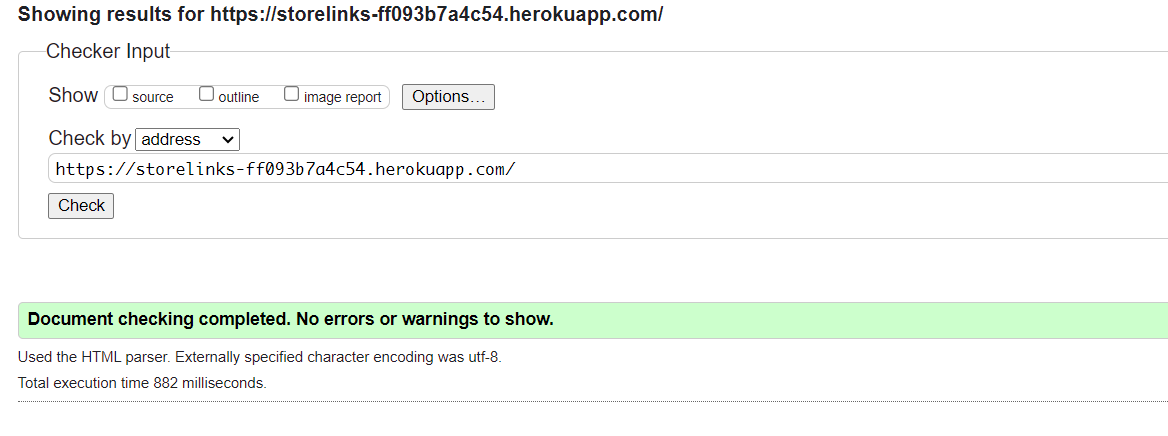 Showing results for https://storelinks-ff093b7a4c54.herokuapp.com/
Checker Input
Show source outline image report Options...
Check by address
https://storelinks-ff093b7a4c54.herokuapp.com/
Check
Document checking completed. No errors or warnings to show.
Used the HTML parser. Externally specified character encoding was utf-8.
Total execution time 882 milliseconds.